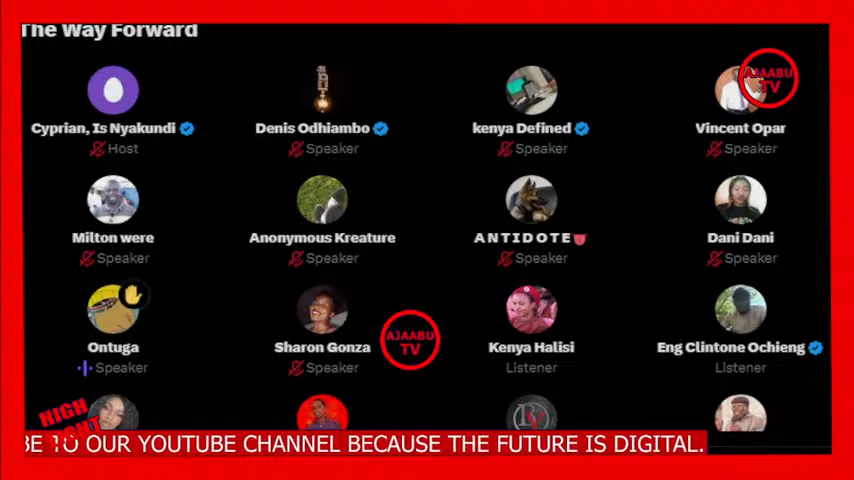 The Way Forward
AJAABU
TV
Cyprian, Is Nyakundi Denis Odhiambo kenya Defined Vincent Opar
Host Speaker Speaker Speaker
Milton were Anonymous Kreature ANTIDOTE Dani Dani
Speaker Speaker Speaker Speaker
Ontuga Sharon Gonza Kenya Halisi Eng Clintone Ochieng
Speaker Speaker Listener Listener
AJAABU
TV
HIGH
BE TO OUR YOUTUBE CHANNEL BECAUSE THE FUTURE IS DIGITAL.